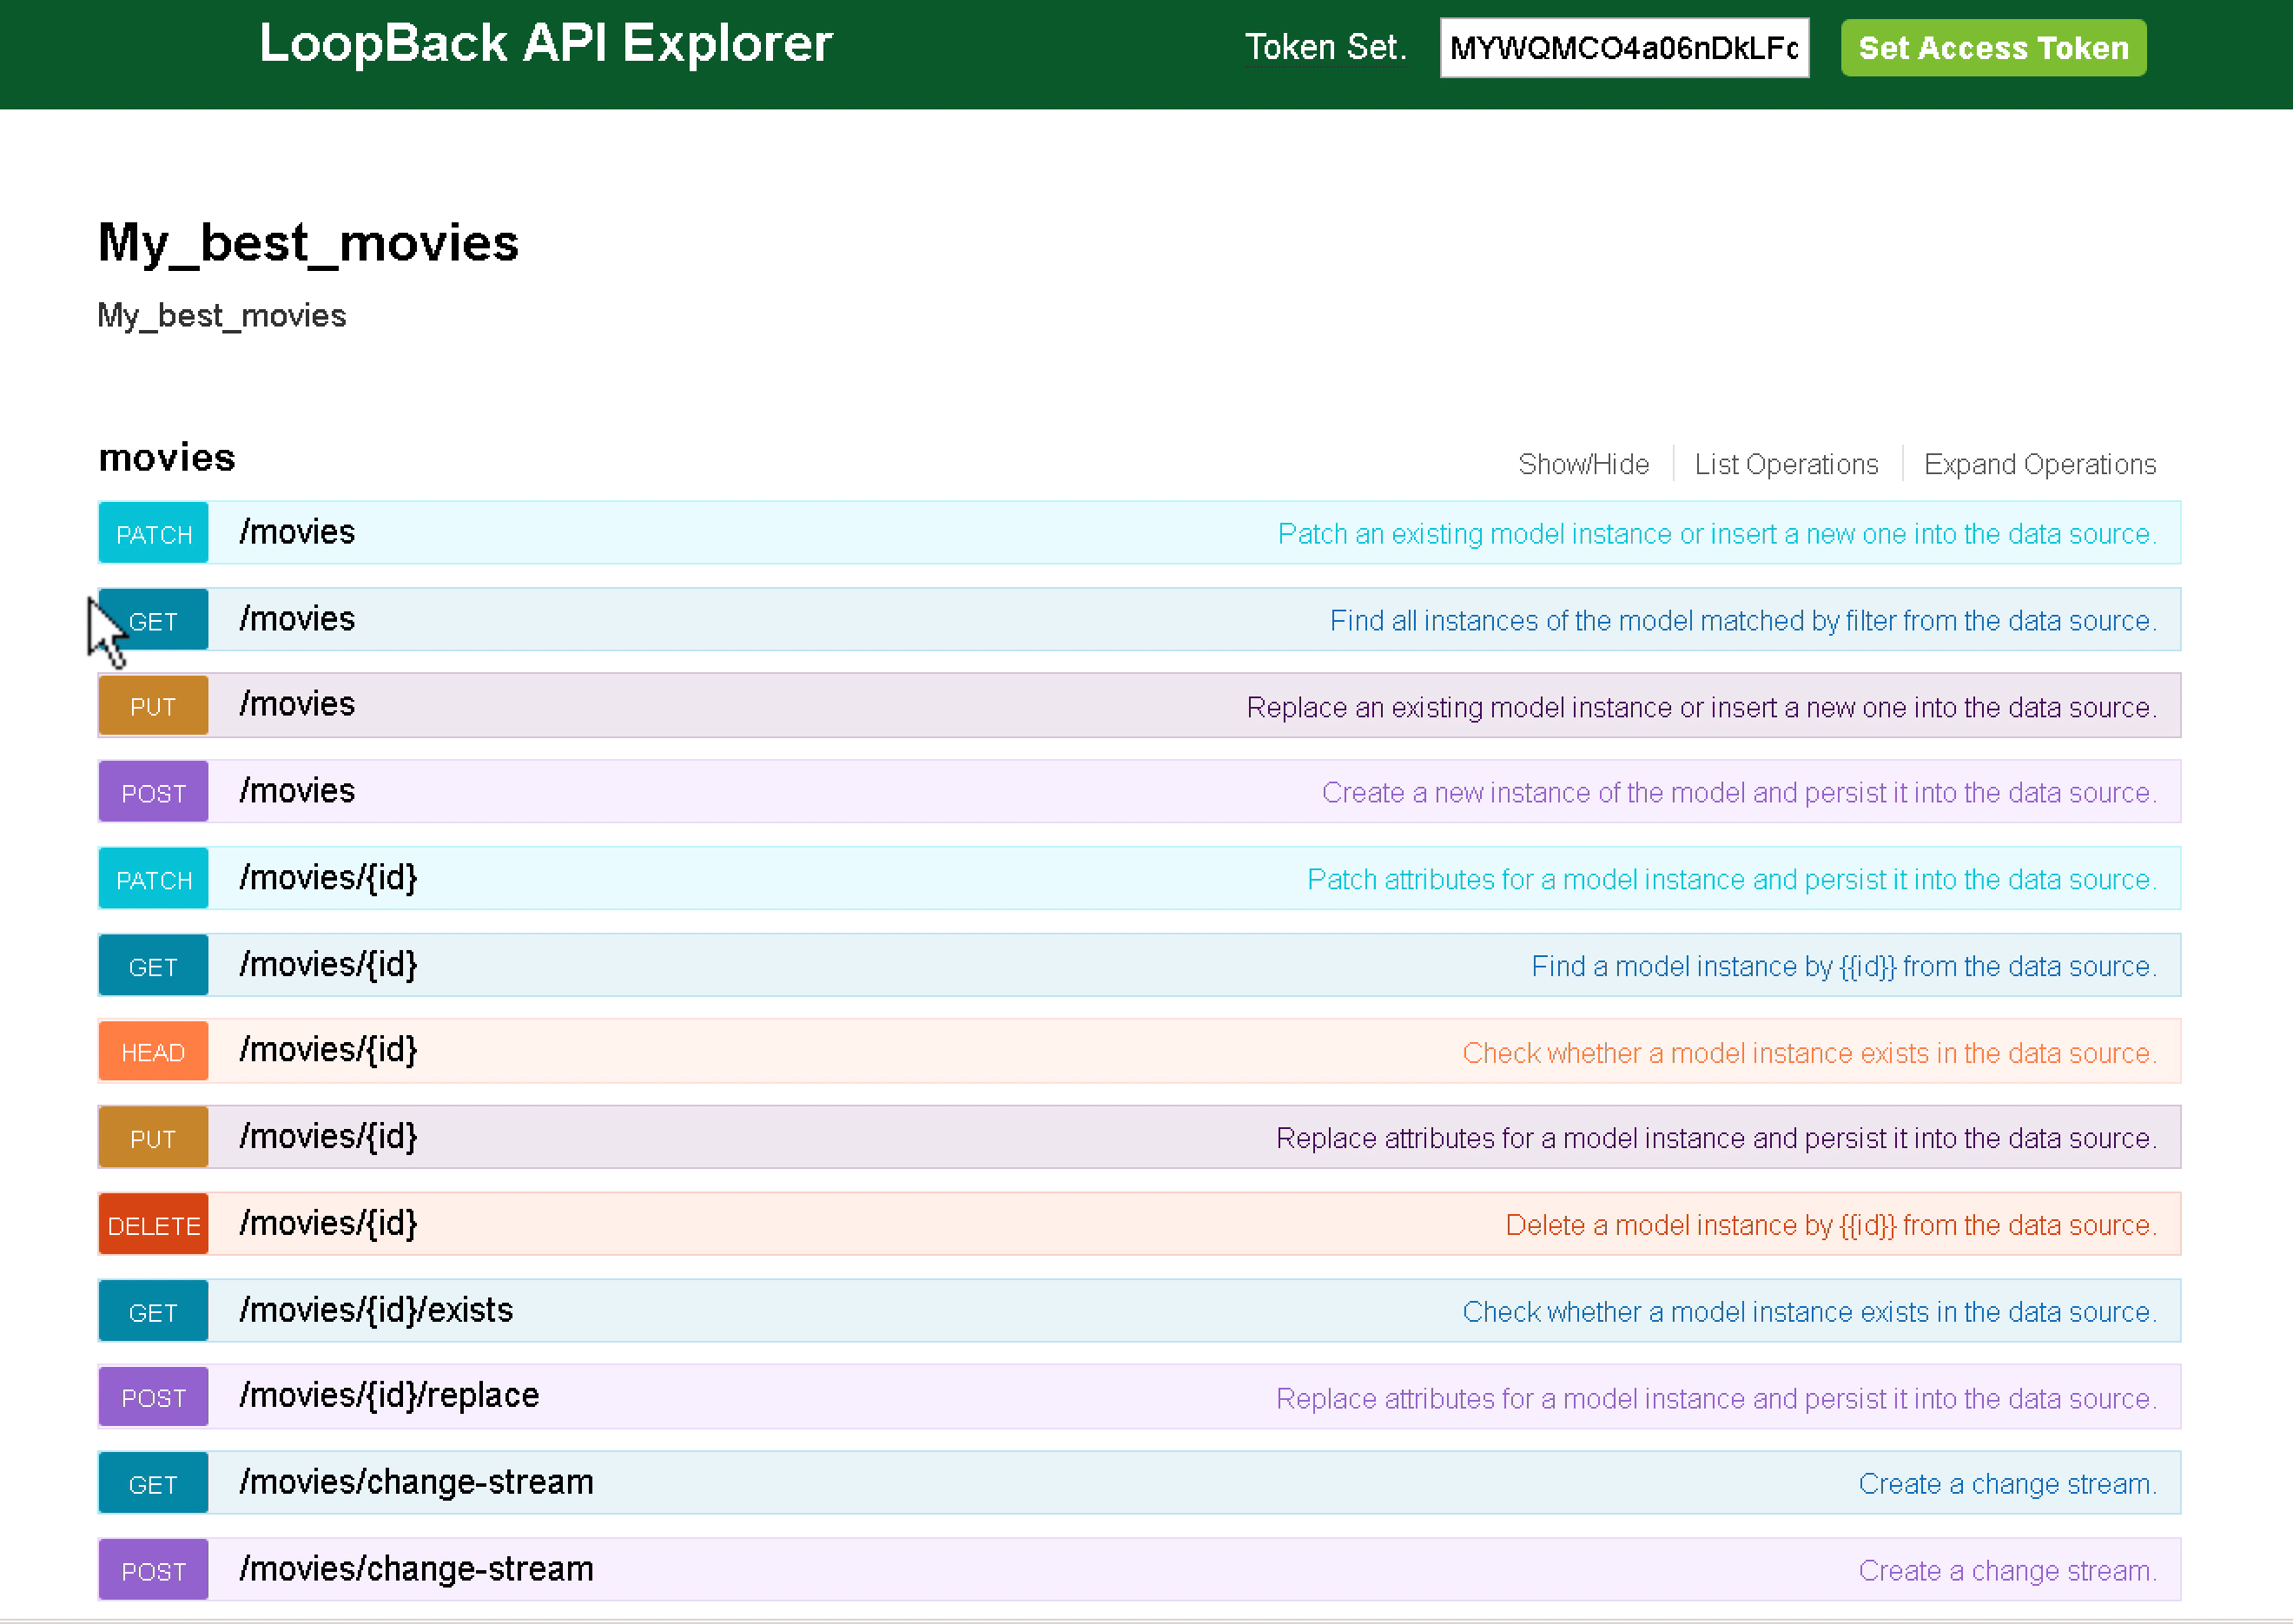 LoopBack API Explorer
Token Set. MYWQMCO4a06nDkLFc Set Access Token
My_best_movies
My_best_movies
movies
Show/Hide List Operations Expand Operations
PATCH /movies Patch an existing model instance or insert a new one into the data source.
GET /movies Find all instances of the model matched by filter from the data source.
PUT /movies Replace an existing model instance or insert a new one into the data source.
POST /movies Create a new instance of the model and persist it into the data source.
PATCH /movies/{id} Patch attributes for a model instance and persist it into the data source.
GET /movies/{id} Find a model instance by {{id}} from the data source.
HEAD /movies/{id} Check whether a model instance exists in the data source.
PUT /movies/{id} Replace attributes for a model instance and persist it into the data source.
DELETE /movies/{id} Delete a model instance by {{id}} from the data source.
GET /movies/{id}/exists Check whether a model instance exists in the data source.
POST /movies/{id}/replace Replace attributes for a model instance and persist it into the data source.
GET /movies/change-stream Create a change stream.
POST /movies/change-stream Create a change stream.